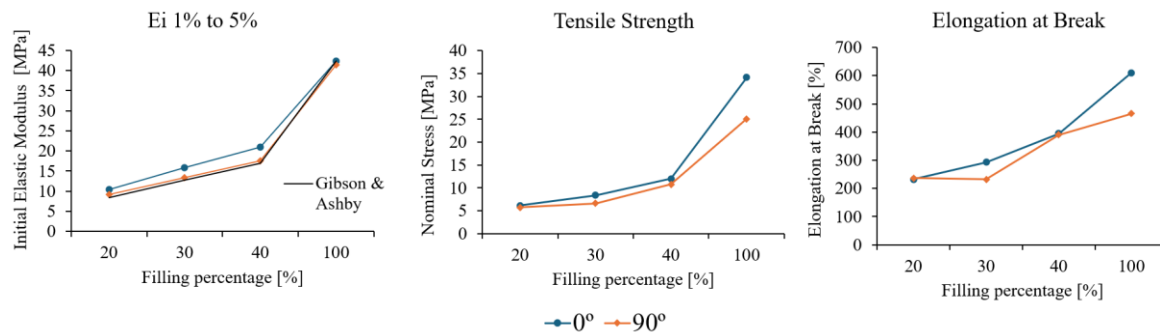 Ei 1% to 5%
Initial Elastic Modulus [MPa]
45
40
35
30
25
20
15
10
5
0
Gibson &
Ashby
20 30 40 100
Filling percentage [%]
Tensile Strength
Nominal Stress [MPa]
40
35
30
25
20
15
10
5
0
20 30 40 100
Filling percentage [%]
Elongation at Break
Elongation at Break [%]
700
600
500
400
300
200
100
0
20 30 40 100
Filling percentage [%]
0º 90º